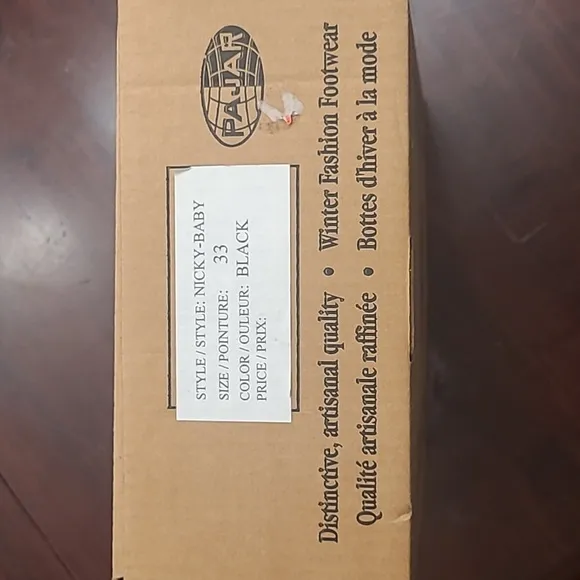 PAJAR
STYLE / STYLE: NICKY-BABY
SIZE / POINTURE: 33
COLOR / OULEUR: BLACK
PRICE / PRIX:
Distinctive, artisanal quality • Winter Fashion Footwear
Qualité artisanale raffinée • Bottes d'hiver à la mode